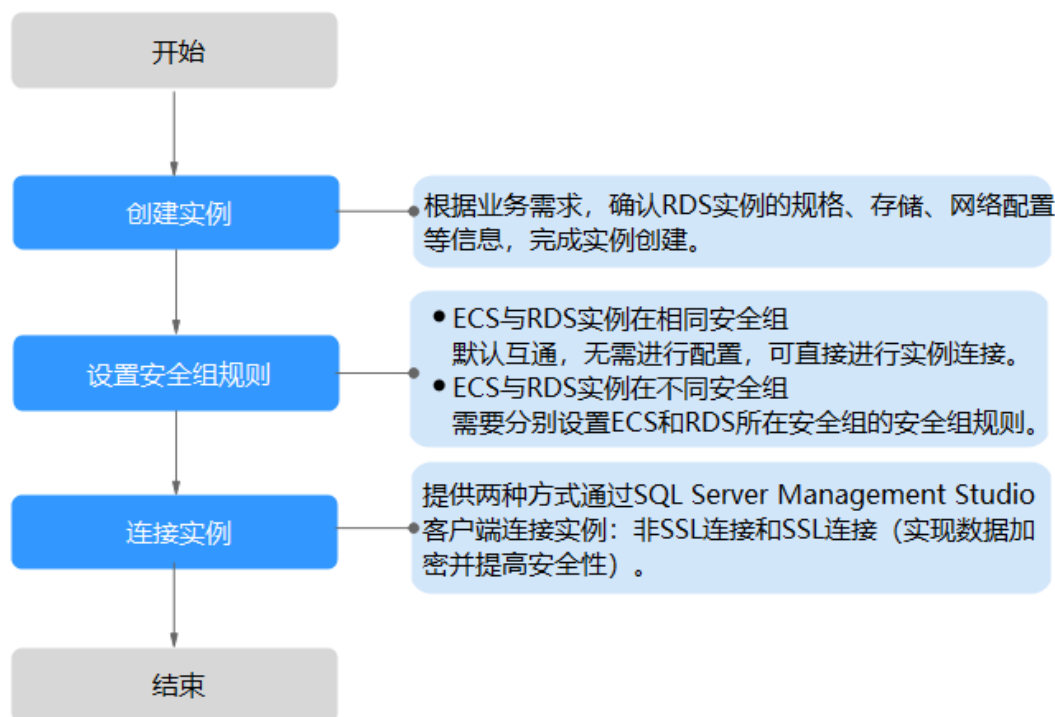 开始
创建实例
根据业务需求，确认RDS实例的规格、存储、网络配置
等信息，完成实例创建。
设置安全组规则
● ECS与RDS实例在相同安全组
默认互通，无需进行配置，可直接进行实例连接。
● ECS与RDS实例在不同安全组
需要分别设置ECS和RDS所在安全组的安全组规则。
连接实例
提供两种方式通过SQL Server Management Studio
客户端连接实例：非SSL连接和SSL连接（实现数据加
密并提高安全性）。
结束